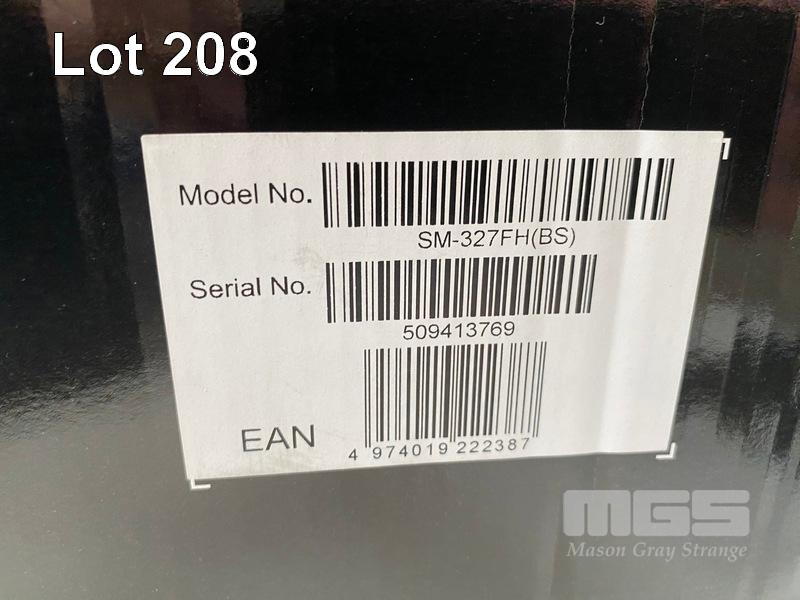 Lot 208
Model No.
SM-327FH(BS)
Serial No.
509413769
EAN
4 974019 222387
MGS
Mason Gray Strange